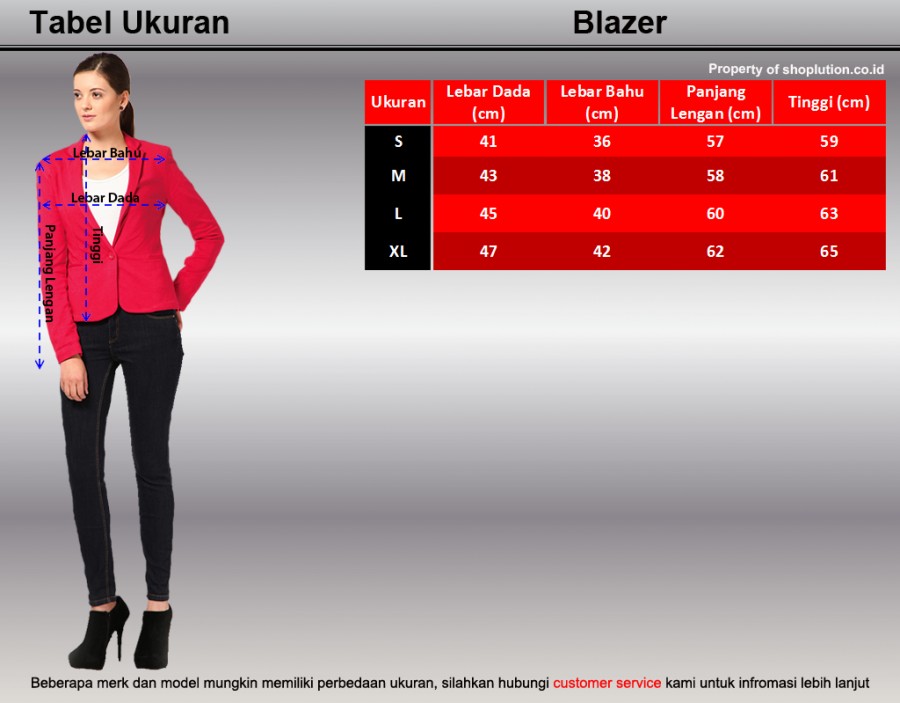 Tabel Ukuran
Blazer
Property of shoplution.co.id
Ukuran Lebar Dada (cm) Lebar Bahu (cm) Panjang Lengan (cm) Tinggi (cm)
S 41 36 57 59
M 43 38 58 61
L 45 40 60 63
XL 47 42 62 65
Lebar Bahu
Lebar Dada
Tinggi
Panjang Lengan
Beberapa merk dan model mungkin memiliki perbedaan ukuran, silahkan hubungi customer service kami untuk infromasi lebih lanjut